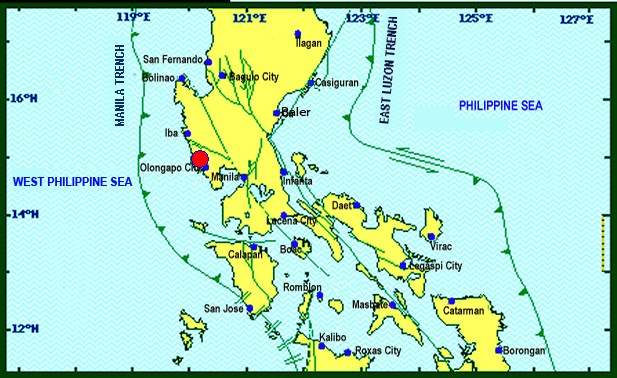 119°E
121°E
123°E
125°E
127°E
MANILA TRENCH
EAST LUZON TRENCH
Ilagan
San Fernando
Bolinao
Baguio City
Casiguran
16°N
PHILIPPINE SEA
Baler
Iba
Olongapo City
Manila
Infanta
WEST PHILIPPINE SEA
14°N
Daet
Lucena City
Virac
Calapan
Boac
Legaspi City
Romblon
San Jose
Masbate
Catarman
12°N
Kalibo
Roxas City
Borongan